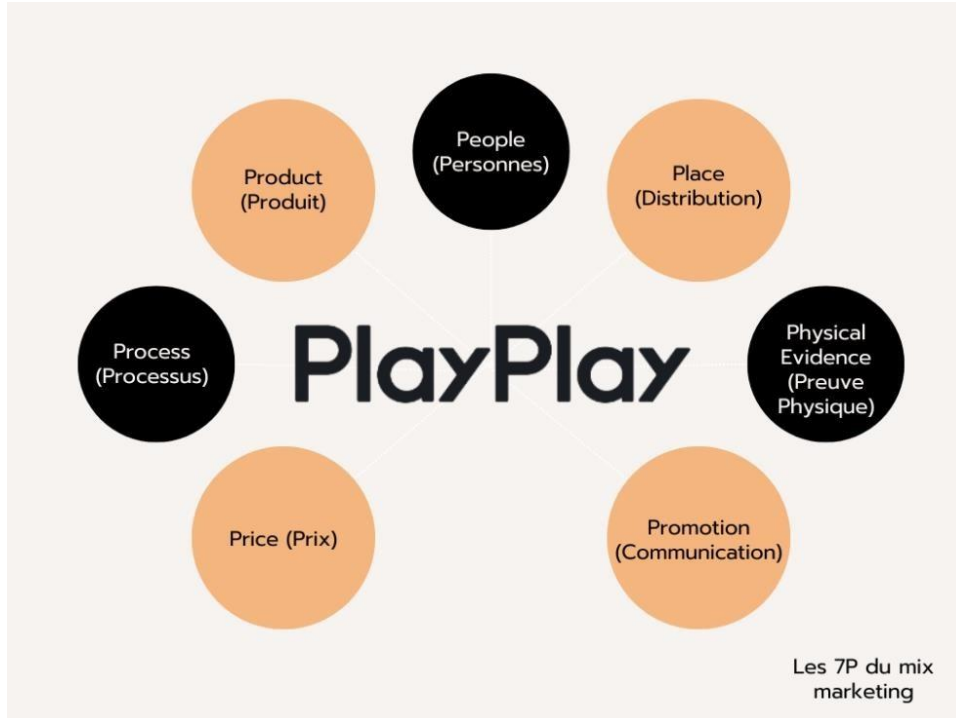 People
(Personnes)
Product
(Produit)
Place
(Distribution)
Process
(Processus)
PlayPlay
Physical
Evidence
(Preuve
Physique)
Price (Prix)
Promotion
(Communication)
Les 7P du mix
marketing